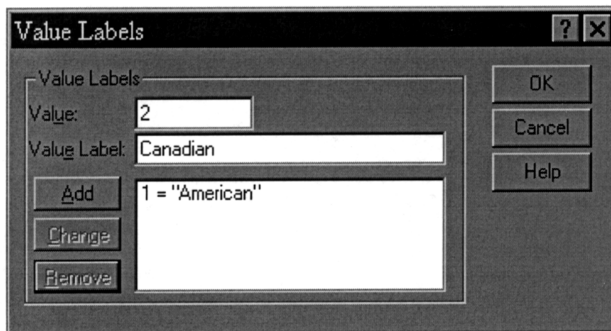 Value Labels
Value Labels
OK
Value: 2
Cancel
Value Label: Canadian
Help
Add
1 = "American"
Change
Remove